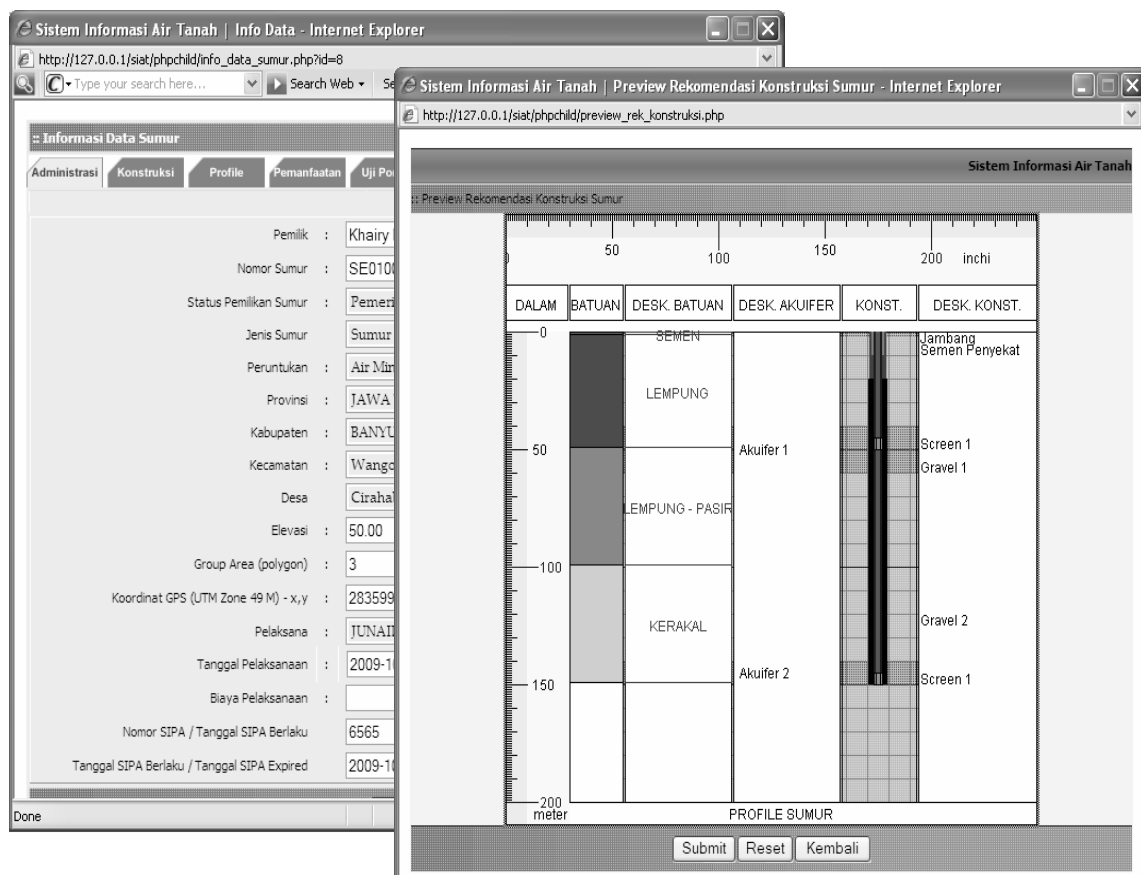 Sistem Informasi Air Tanah | Info Data - Internet Explorer
http://127.0.0.1/siat/phpchild/info_data_sumur.php?id=8
Type your search here... Search Web
:: Informasi Data Sumur
Administrasi Konstruksi Profile Pemanfaatan Uji
Pemilik : Khairy
Nomor Sumur : SE010
Status Pemilikan Sumur :
Jenis Sumur : Sumur
Peruntukan : Air
Provinsi : JAWA
Kabupaten :
Kecamatan :
Desa
Elevasi : 50.00
Group Area (polygon) : 3
Koordinat GPS (UTM Zone 49 M) - x,y : 283599
Pelaksana :
Tanggal Pelaksanaan :
Biaya Pelaksanaan :
Nomor SIPA / Tanggal SIPA Berlaku 6565
Tanggal SIPA Berlaku / Tanggal SIPA Expired
Done
Sistem Informasi Air Tanah | Preview Rekomendasi Konstruksi Sumur - Internet Explorer
http://127.0.0.1/siat/phpchild/preview_rek_konstruksi.php
Sistem Informasi Air Tanah
:: Preview Rekomendasi Konstruksi Sumur
50 100 150 200 inchi
DALAM BATUAN DESK. BATUAN DESK. AKUIFER KONST. DESK. KONST.
0 SEMEN Jambang
Semen Penyekat
LEMPUNG
50 Akuifer 1 Screen 1
Gravel 1
LEMPUNG - PASIR
100
KERAKAL Gravel 2
Akuifer 2
150 Screen 1
200
meter PROFILE SUMUR
Submit Reset Kembali